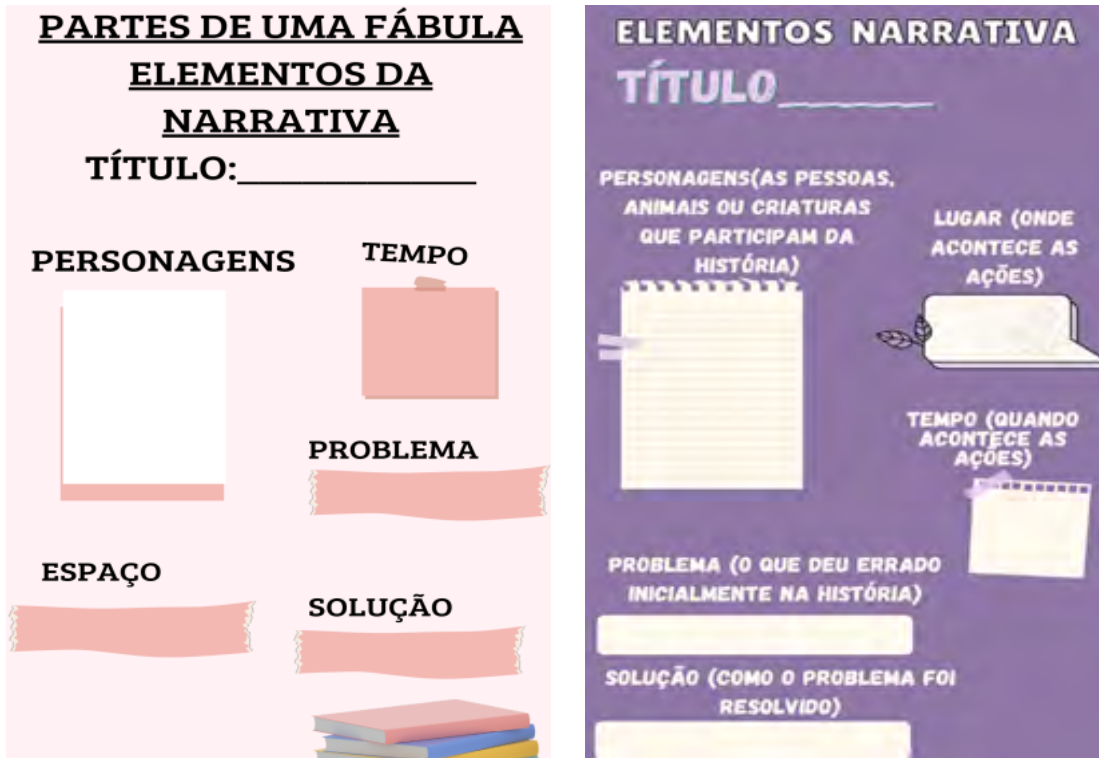 PARTES DE UMA FÁBULA
ELEMENTOS DA
NARRATIVA
TÍTULO:______________
PERSONAGENS
TEMPO
PROBLEMA
ESPAÇO
SOLUÇÃO
ELEMENTOS NARRATIVA
TÍTULO______
PERSONAGENS(AS PESSOAS,
ANIMAIS OU CRIATURAS
QUE PARTICIPAM DA
HISTÓRIA)
LUGAR (ONDE
ACONTECE AS
AÇÕES)
TEMPO (QUANDO
ACONTECE AS
AÇÕES)
PROBLEMA (O QUE DEU ERRADO
INICIALMENTE NA HISTÓRIA)
SOLUÇÃO (COMO O PROBLEMA FOI
RESOLVIDO)